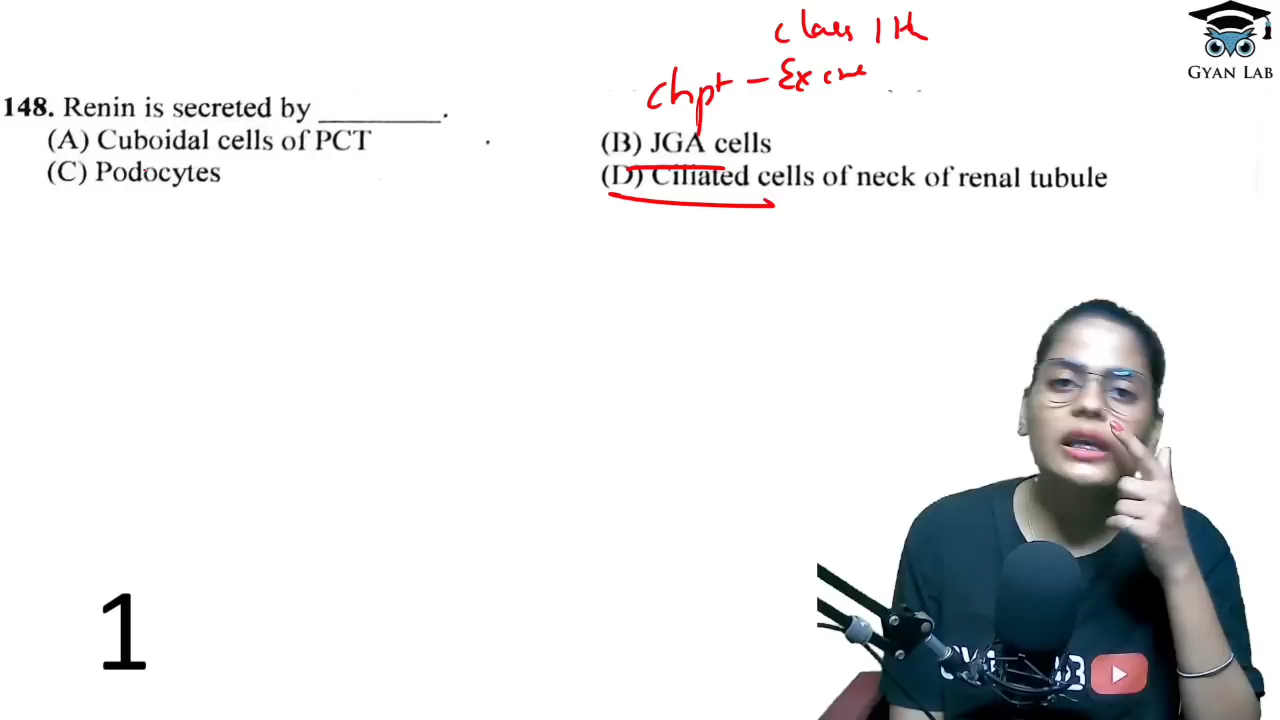 class 11th
chpt - Excre
GYAN LAB
148. Renin is secreted by ________.
(A) Cuboidal cells of PCT
(B) JGA cells
(C) Podocytes
(D) Ciliated cells of neck of renal tubule
1